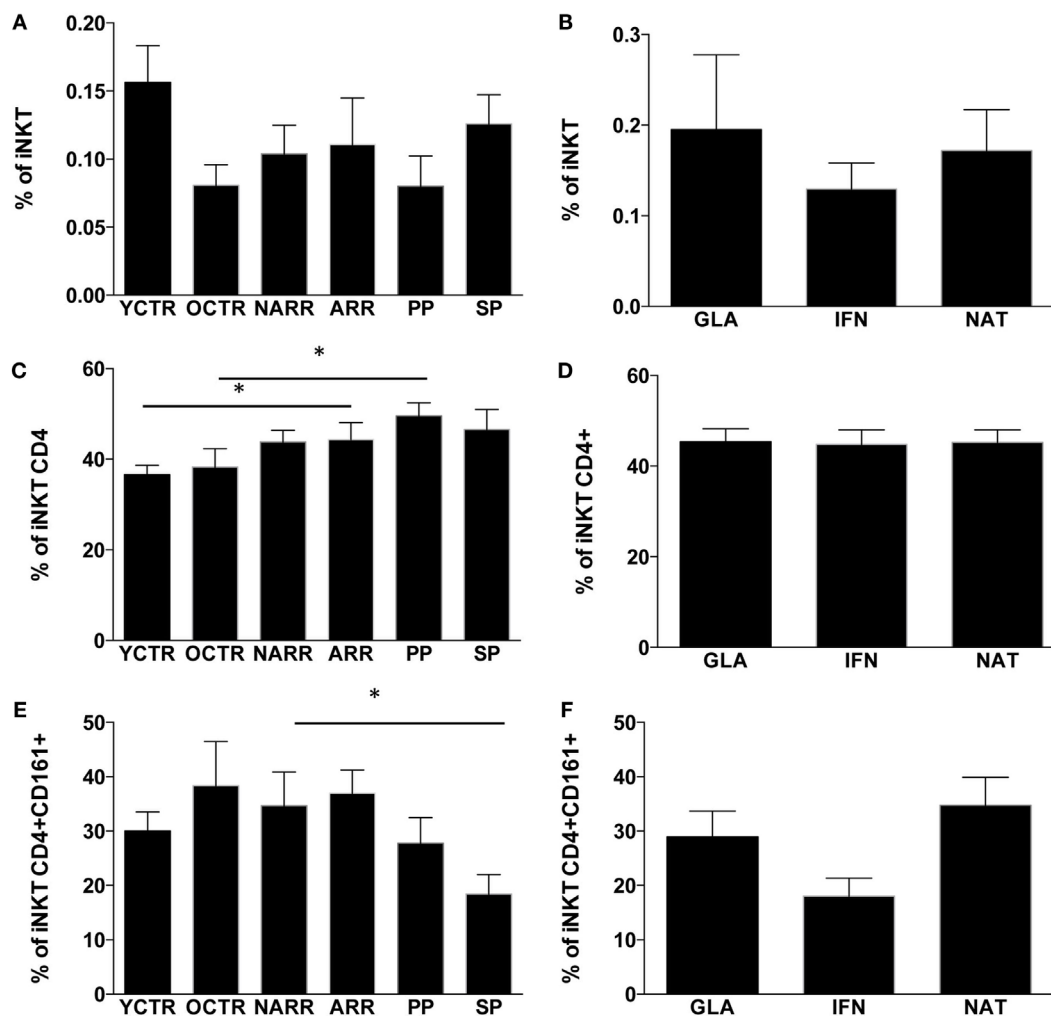 A
% of iNKT
0.20
0.15
0.10
0.05
0.00
YCTR OCTR NARR ARR PP SP
B
% of iNKT
0.3
0.2
0.1
0.0
GLA IFN NAT
C
% of iNKT CD4
60
40
20
0
*
*
YCTR OCTR NARR ARR PP SP
D
% of iNKT CD4+
60
40
20
0
GLA IFN NAT
E
% of iNKT CD4+CD161+
50
40
30
20
10
0
*
YCTR OCTR NARR ARR PP SP
F
% of iNKT CD4+CD161+
50
40
30
20
10
0
GLA IFN NAT